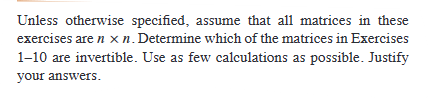 Unless otherwise specified, assume that all matrices in these
exercises are n × n. Determine which of the matrices in Exercises
1–10 are invertible. Use as few calculations as possible. Justify
your answers.